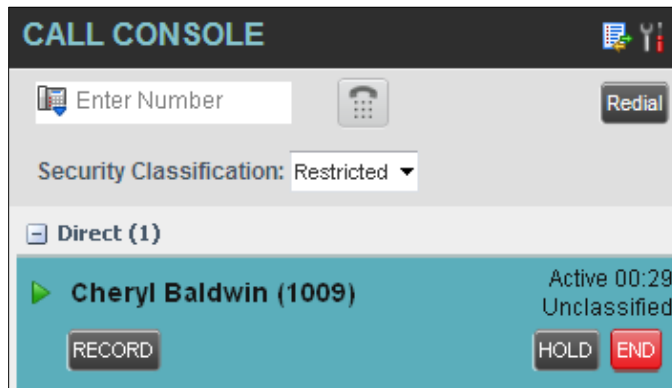 CALL CONSOLE
Enter Number
Redial
Security Classification: Restricted
Direct (1)
Cheryl Baldwin (1009)
Active 00:29
Unclassified
RECORD
HOLD
END